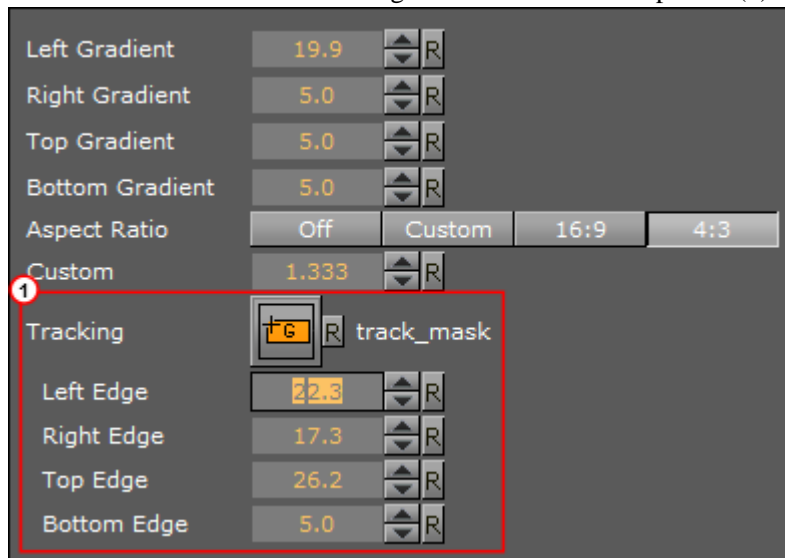 Left Gradient 19.9 R
Right Gradient 5.0 R
Top Gradient 5.0 R
Bottom Gradient 5.0 R
Aspect Ratio Off Custom 16:9 4:3
Custom 1.333 R
1
Tracking G R track_mask
Left Edge 22.3 R
Right Edge 17.3 R
Top Edge 26.2 R
Bottom Edge 5.0 R